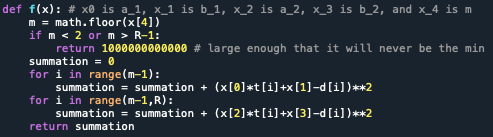 def f(x): # x0 is a_1, x_1 is b_1, x_2 is a_2, x_3 is b_2, and x_4 is m
    m = math.floor(x[4])
    if m < 2 or m > R-1:
        return 1000000000000 # large enough that it will never be the min
    summation = 0
    for i in range(m-1):
        summation = summation + (x[0]*t[i]+x[1]-d[i])**2
    for i in range(m-1,R):
        summation = summation + (x[2]*t[i]+x[3]-d[i])**2
    return summation